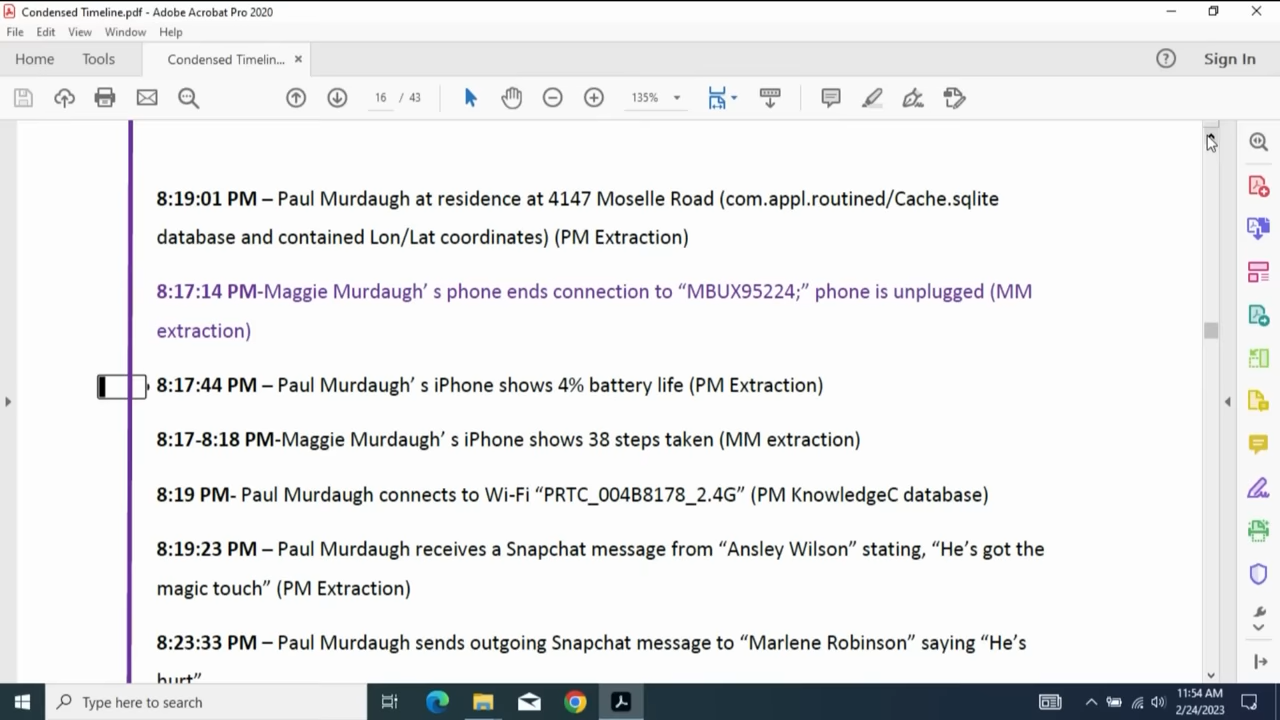 Condensed Timeline.pdf - Adobe Acrobat Pro 2020
File Edit View Window Help
Home Tools Condensed Timelin... × Sign In
16 / 43 135%
8:19:01 PM – Paul Murdaugh at residence at 4147 Moselle Road (com.appl.routined/Cache.sqlite
database and contained Lon/Lat coordinates) (PM Extraction)
8:17:14 PM-Maggie Murdaugh' s phone ends connection to “MBUX95224;” phone is unplugged (MM
extraction)
8:17:44 PM – Paul Murdaugh' s iPhone shows 4% battery life (PM Extraction)
8:17-8:18 PM-Maggie Murdaugh' s iPhone shows 38 steps taken (MM extraction)
8:19 PM- Paul Murdaugh connects to Wi-Fi “PRTC_004B8178_2.4G” (PM KnowledgeC database)
8:19:23 PM – Paul Murdaugh receives a Snapchat message from “Ansley Wilson” stating, “He’s got the
magic touch” (PM Extraction)
8:23:33 PM – Paul Murdaugh sends outgoing Snapchat message to “Marlene Robinson” saying “He’s
hurt”
Type here to search
11:54 AM
2/24/2023